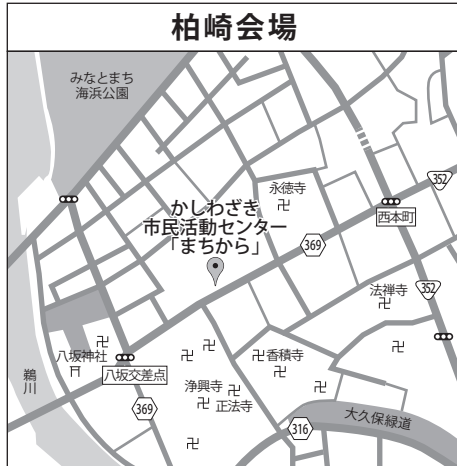 柏崎会場
みなとまち
海浜公園
永徳寺
352
かしわざき
市民活動センター
「まちから」
西本町
369
法禅寺
352
八坂神社
八坂交差点
香積寺
鵜川
369
浄興寺
正法寺
316
大久保緑道